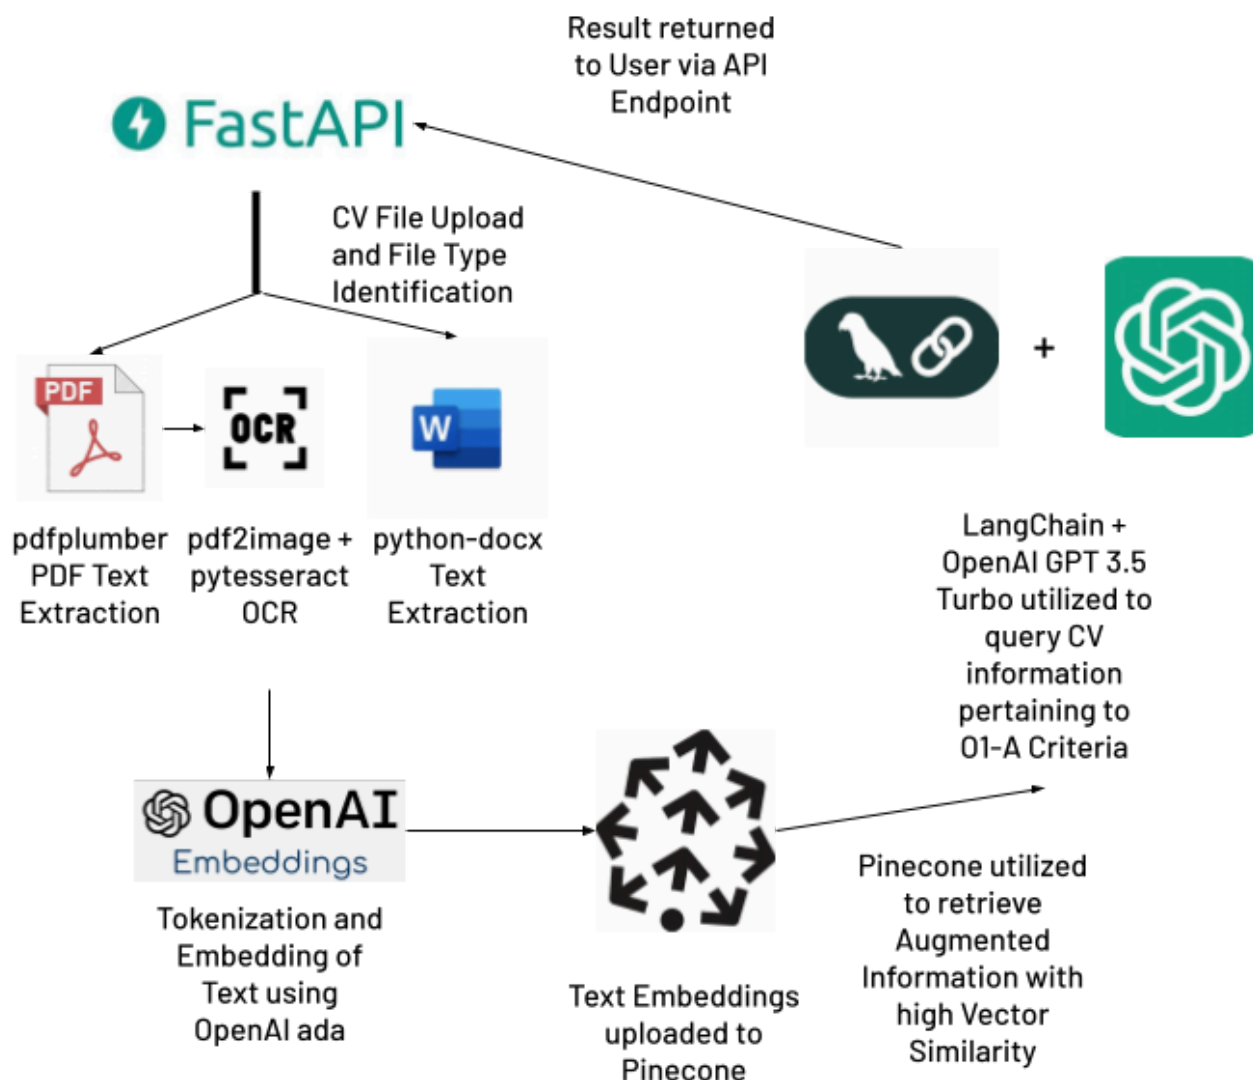 Result returned
to User via API
Endpoint
FastAPI
CV File Upload
and File Type
Identification
PDF
OCR
W
+
pdfplumber
PDF Text
Extraction
pdf2image +
pytesseract
OCR
python-docx
Text
Extraction
LangChain +
OpenAI GPT 3.5
Turbo utilized to
query CV
information
pertaining to
O1-A Criteria
OpenAI
Embeddings
Tokenization and
Embedding of
Text using
OpenAI ada
Text Embeddings
uploaded to
Pinecone
Pinecone utilized
to retrieve
Augmented
Information with
high Vector
Similarity